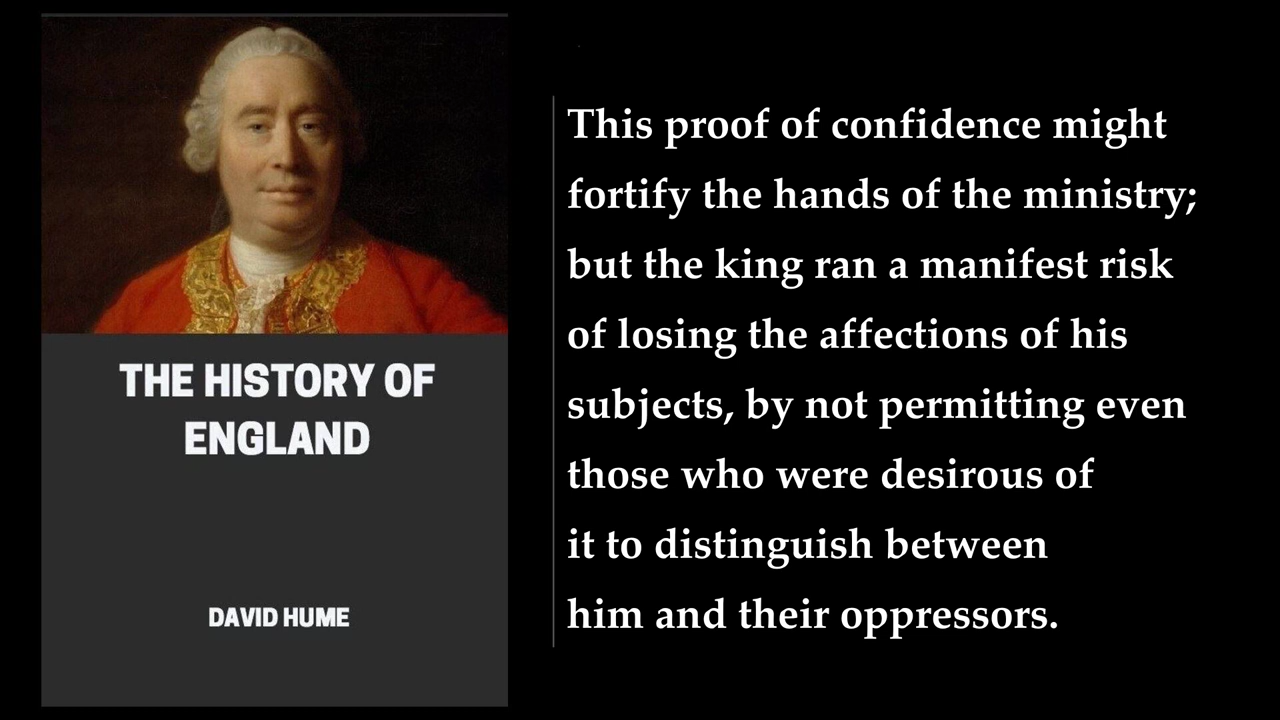 THE HISTORY OF
ENGLAND
DAVID HUME
This proof of confidence might
fortify the hands of the ministry;
but the king ran a manifest risk
of losing the affections of his
subjects, by not permitting even
those who were desirous of
it to distinguish between
him and their oppressors.